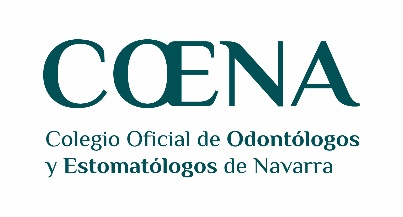 COENA
Colegio Oficial de Odontólogos
y Estomatólogos de Navarra